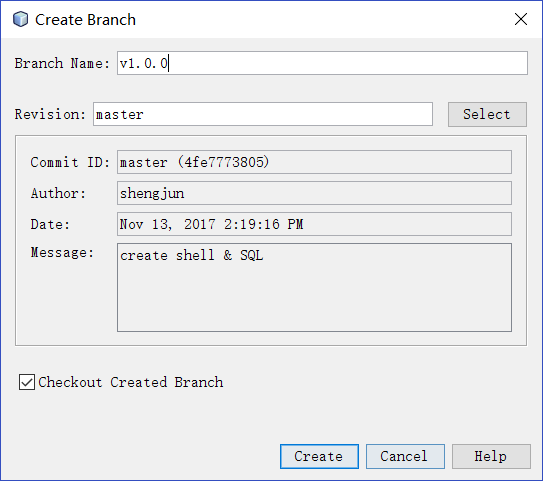 Create Branch
Branch Name: v1.0.0
Revision: master Select
Commit ID: master (4fe7773805)
Author: shengjun
Date: Nov 13, 2017 2:19:16 PM
Message: create shell & SQL
Checkout Created Branch
Create Cancel Help